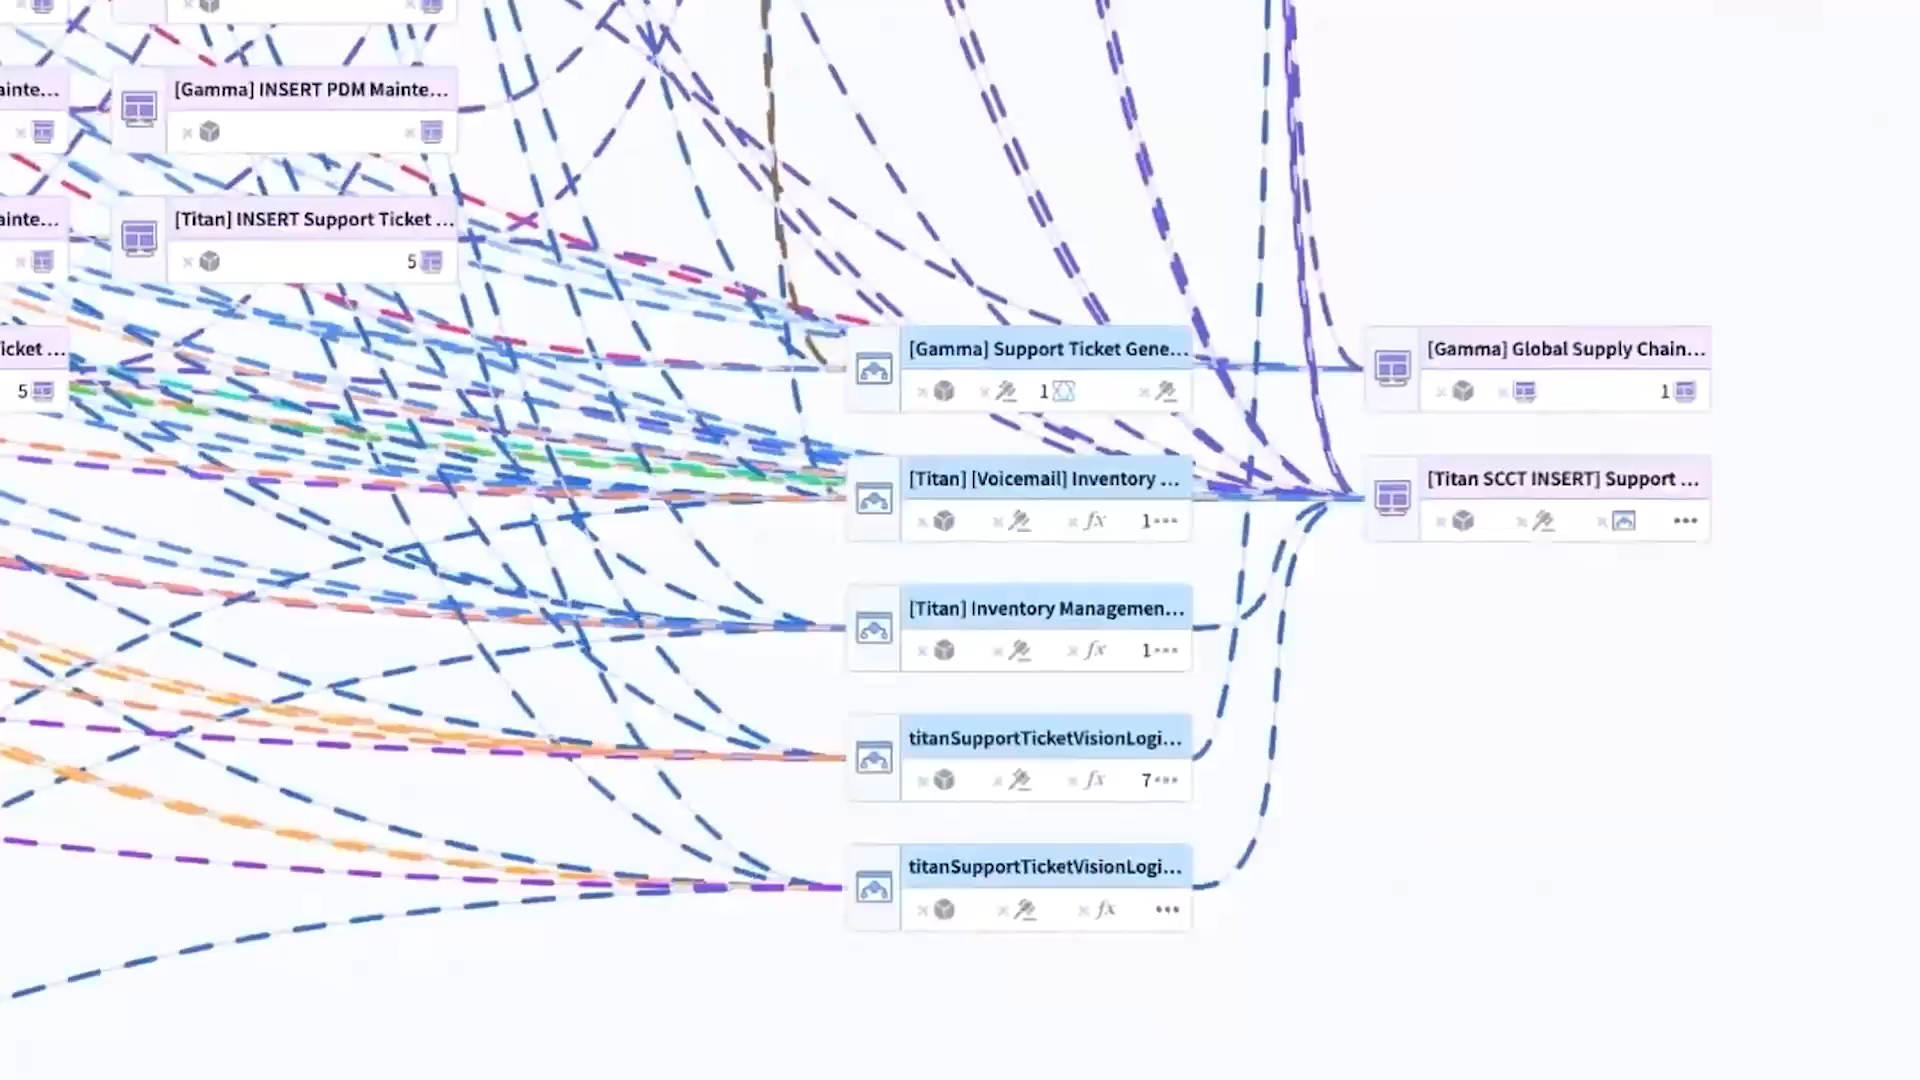 ainte...
[Gamma] INSERT PDM Mainte...
ainte...
[Titan] INSERT Support Ticket ...
5
icket ...
5
[Gamma] Support Ticket Gene...
1
[Gamma] Global Supply Chain...
1
[Titan] [Voicemail] Inventory ...
fx 1
[Titan SCCT INSERT] Support ...
[Titan] Inventory Managemen...
fx 1
titanSupportTicketVisionLogi...
fx 7
titanSupportTicketVisionLogi...
fx